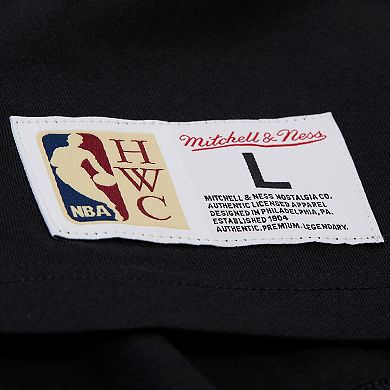 NBA
H
W
C
Mitchell & Ness
L
MITCHELL & NESS NOSTALGIA CO.
AUTHENTIC LICENSED APPAREL
DESIGNED IN PHILADELPHIA, PA.
ESTABLISHED 1904
AUTHENTIC. PREMIUM. LEGENDARY.